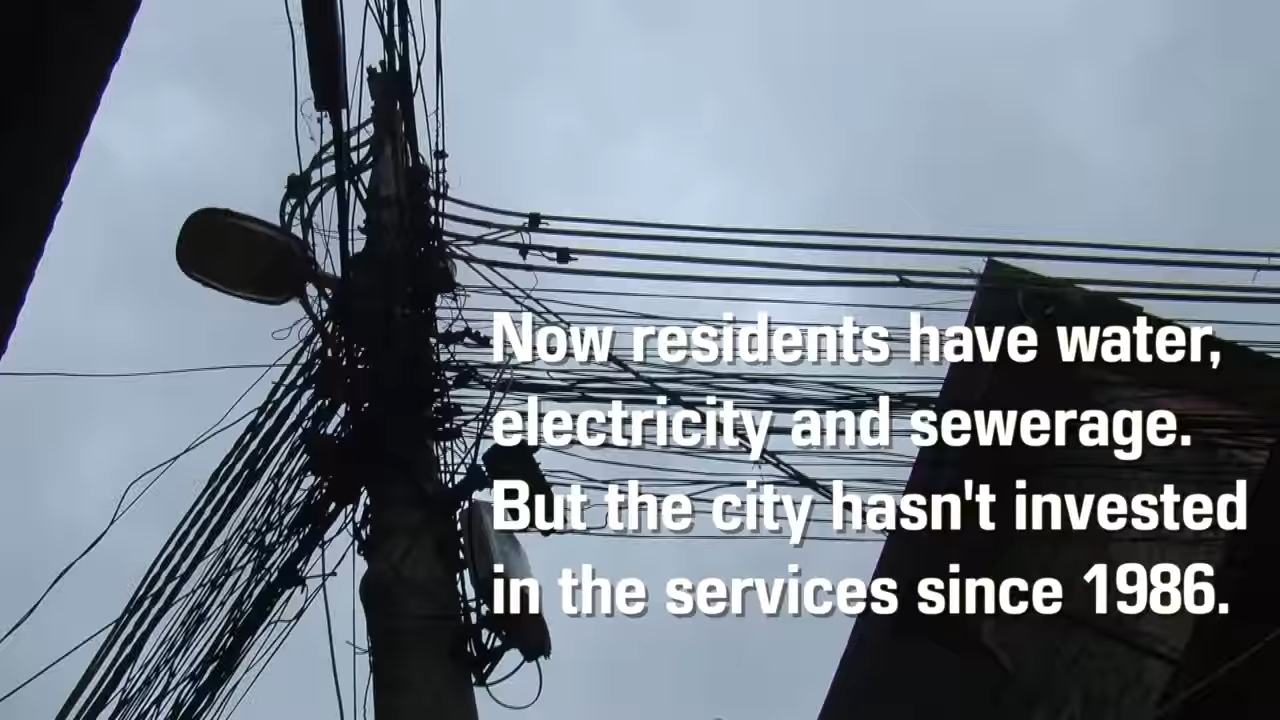 Now residents have water,
electricity and sewerage.
But the city hasn't invested
in the services since 1986.